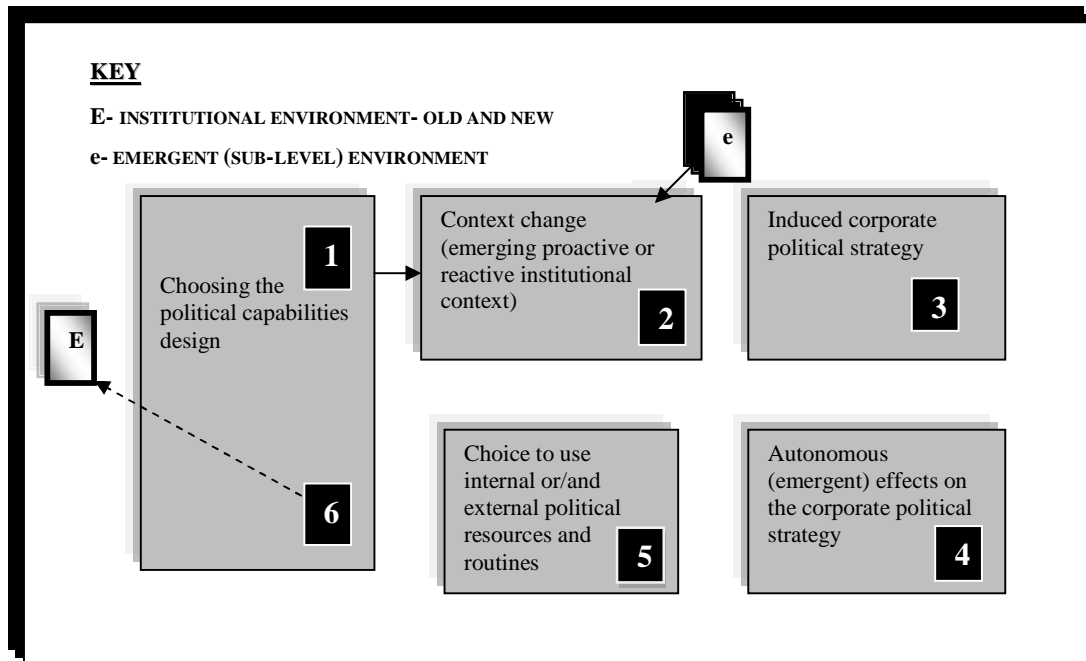 KEY
E- INSTITUTIONAL ENVIRONMENT- OLD AND NEW
e- EMERGENT (SUB-LEVEL) ENVIRONMENT
e
E
1
Choosing the
political capabilities
design
6
Context change
(emerging proactive or
reactive institutional
context)
2
Induced corporate
political strategy
3
Autonomous
(emergent) effects on
the corporate political
strategy
4
Choice to use
internal or/and
external political
resources and
routines
5